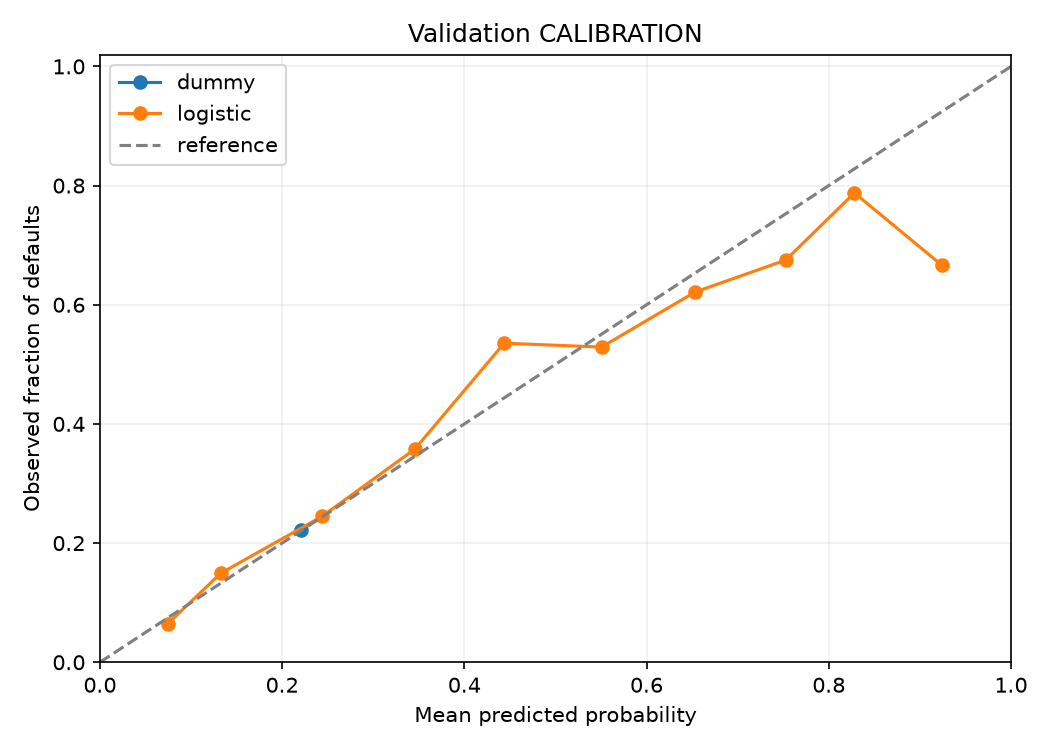 Validation CALIBRATION
dummy
logistic
reference
Observed fraction of defaults
1.0
0.8
0.6
0.4
0.2
0.0
0.0 0.2 0.4 0.6 0.8 1.0
Mean predicted probability